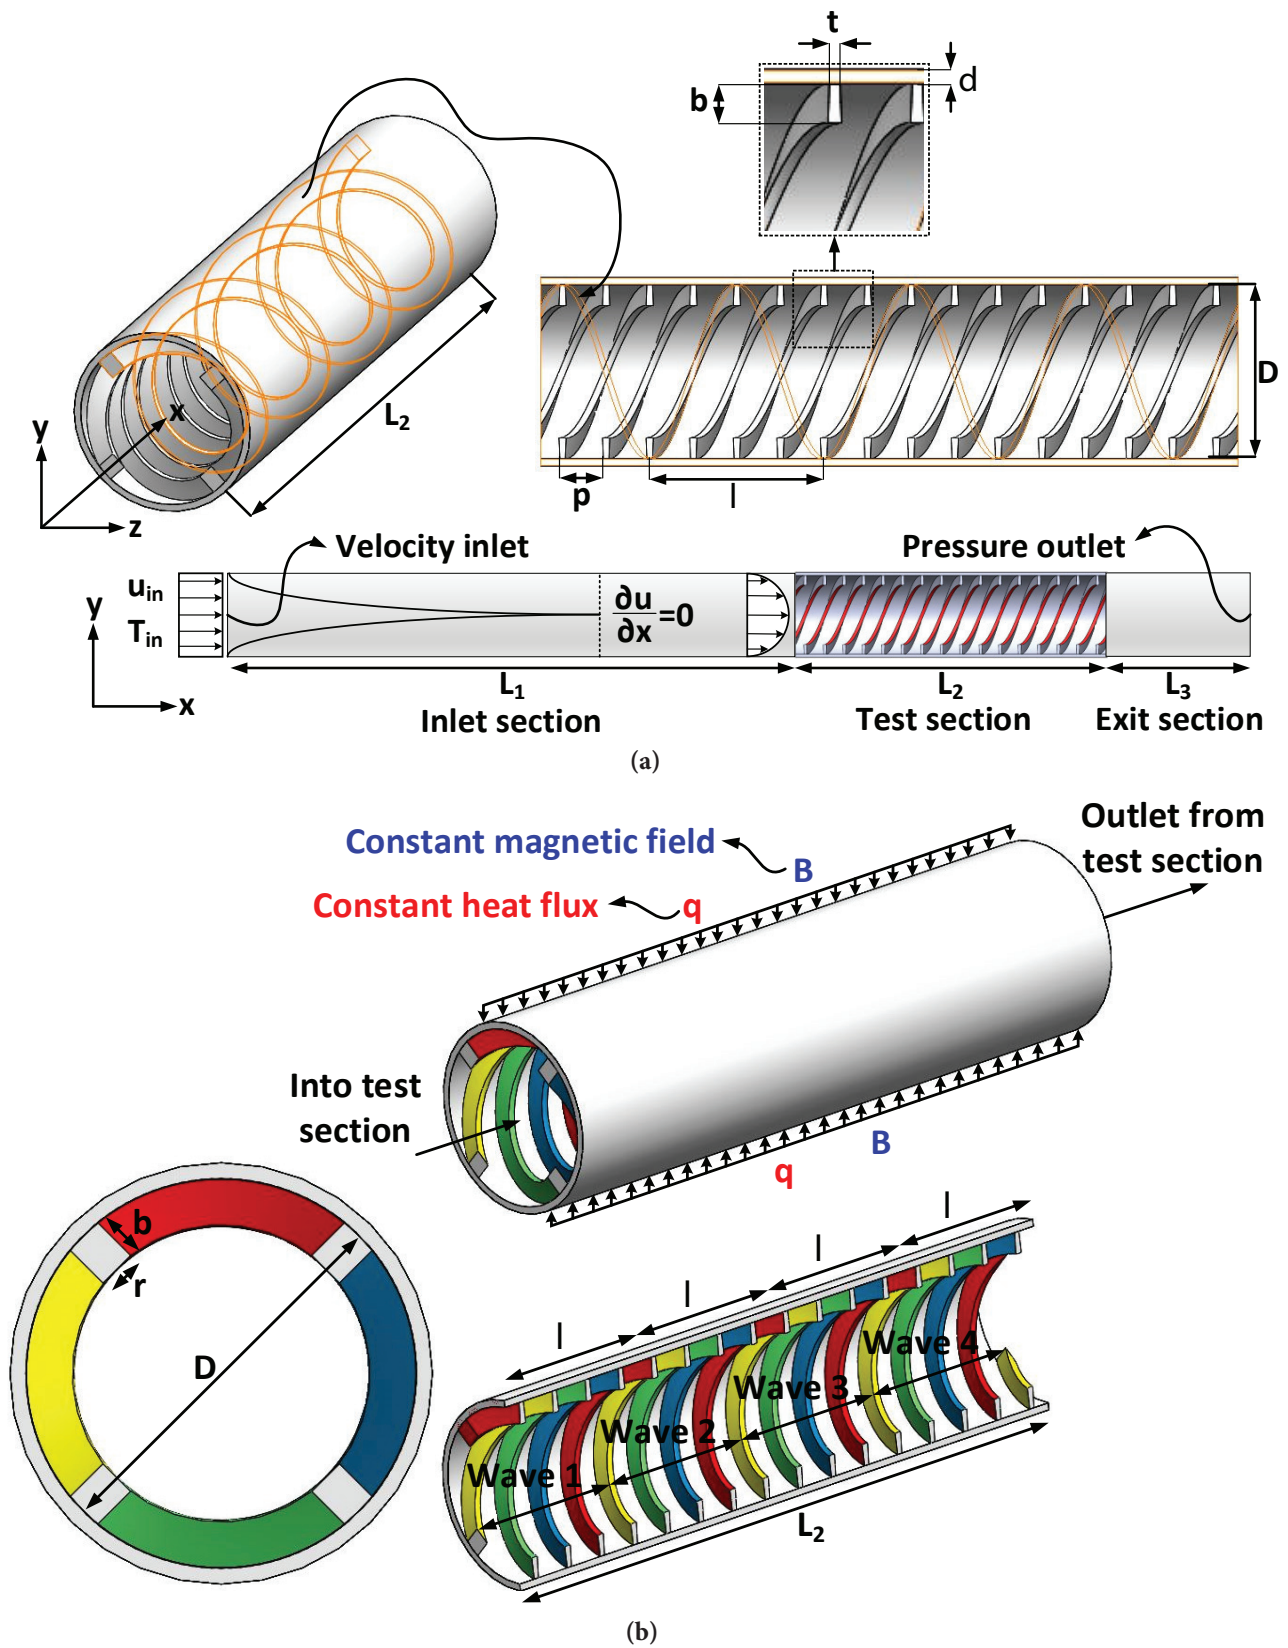 t
d
b
L2
y
x
z
D
p
l
Velocity inlet
Pressure outlet
uin
Tin
y
x
∂u/∂x=0
L1
L2
L3
Inlet section
Test section
Exit section
(a)
Outlet from
test section
Constant magnetic field
B
Constant heat flux
q
Into test
section
B
q
b
r
D
l
l
l
l
Wave 4
Wave 3
Wave 2
Wave 1
L2
(b)